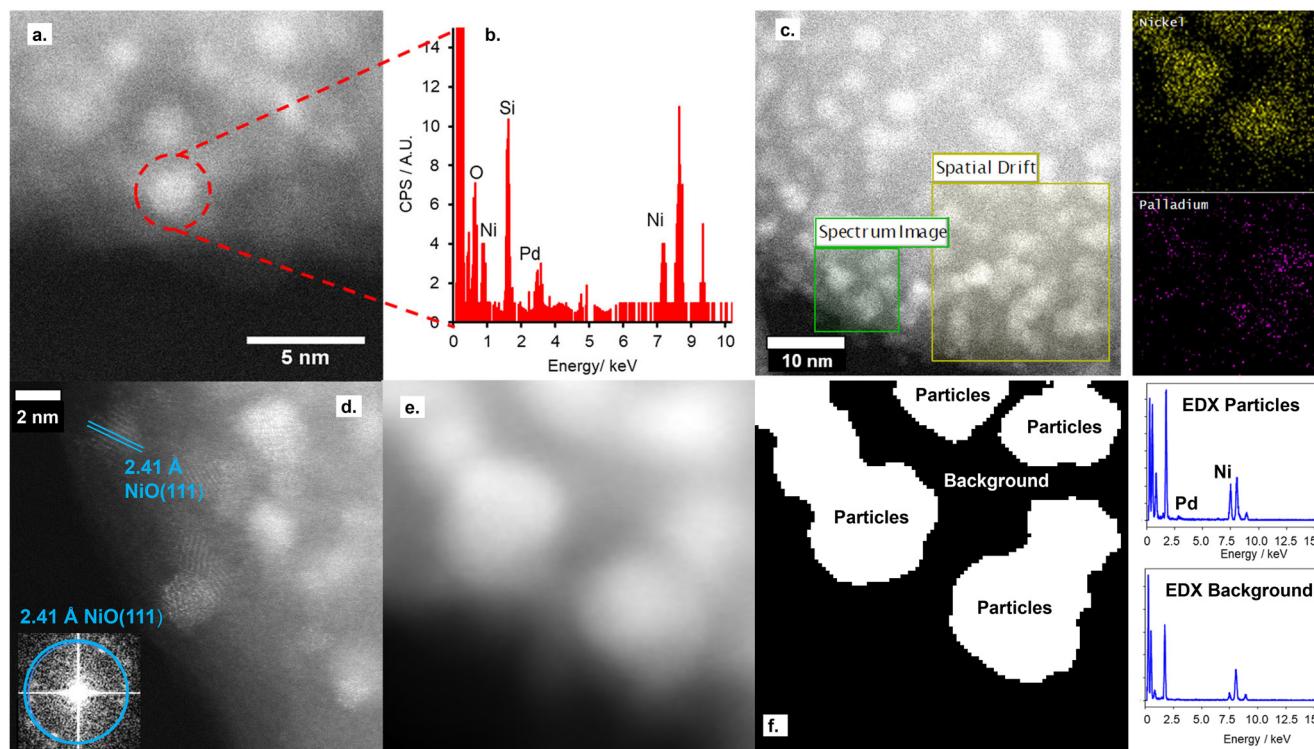 a.
5 nm
b.
CPS / A.U.
14
12
10
8
6
4
2
0
O
Ni
Si
Pd
Ni
0 1 2 4 5 6 7 9 10
Energy/ keV
c.
Spatial Drift
Spectrum Image
10 nm
Nickel
Palladium
2 nm
d.
2.41 Å
NiO(111)
2.41 Å NiO(111)
e.
Particles
Particles
Background
Particles
Particles
f.
EDX Particles
Ni
Pd
0 2.5 5.0 7.5 10.0 12.5 15
Energy / keV
EDX Background
0 2.5 5.0 7.5 10.0 12.5 15
Energy / keV